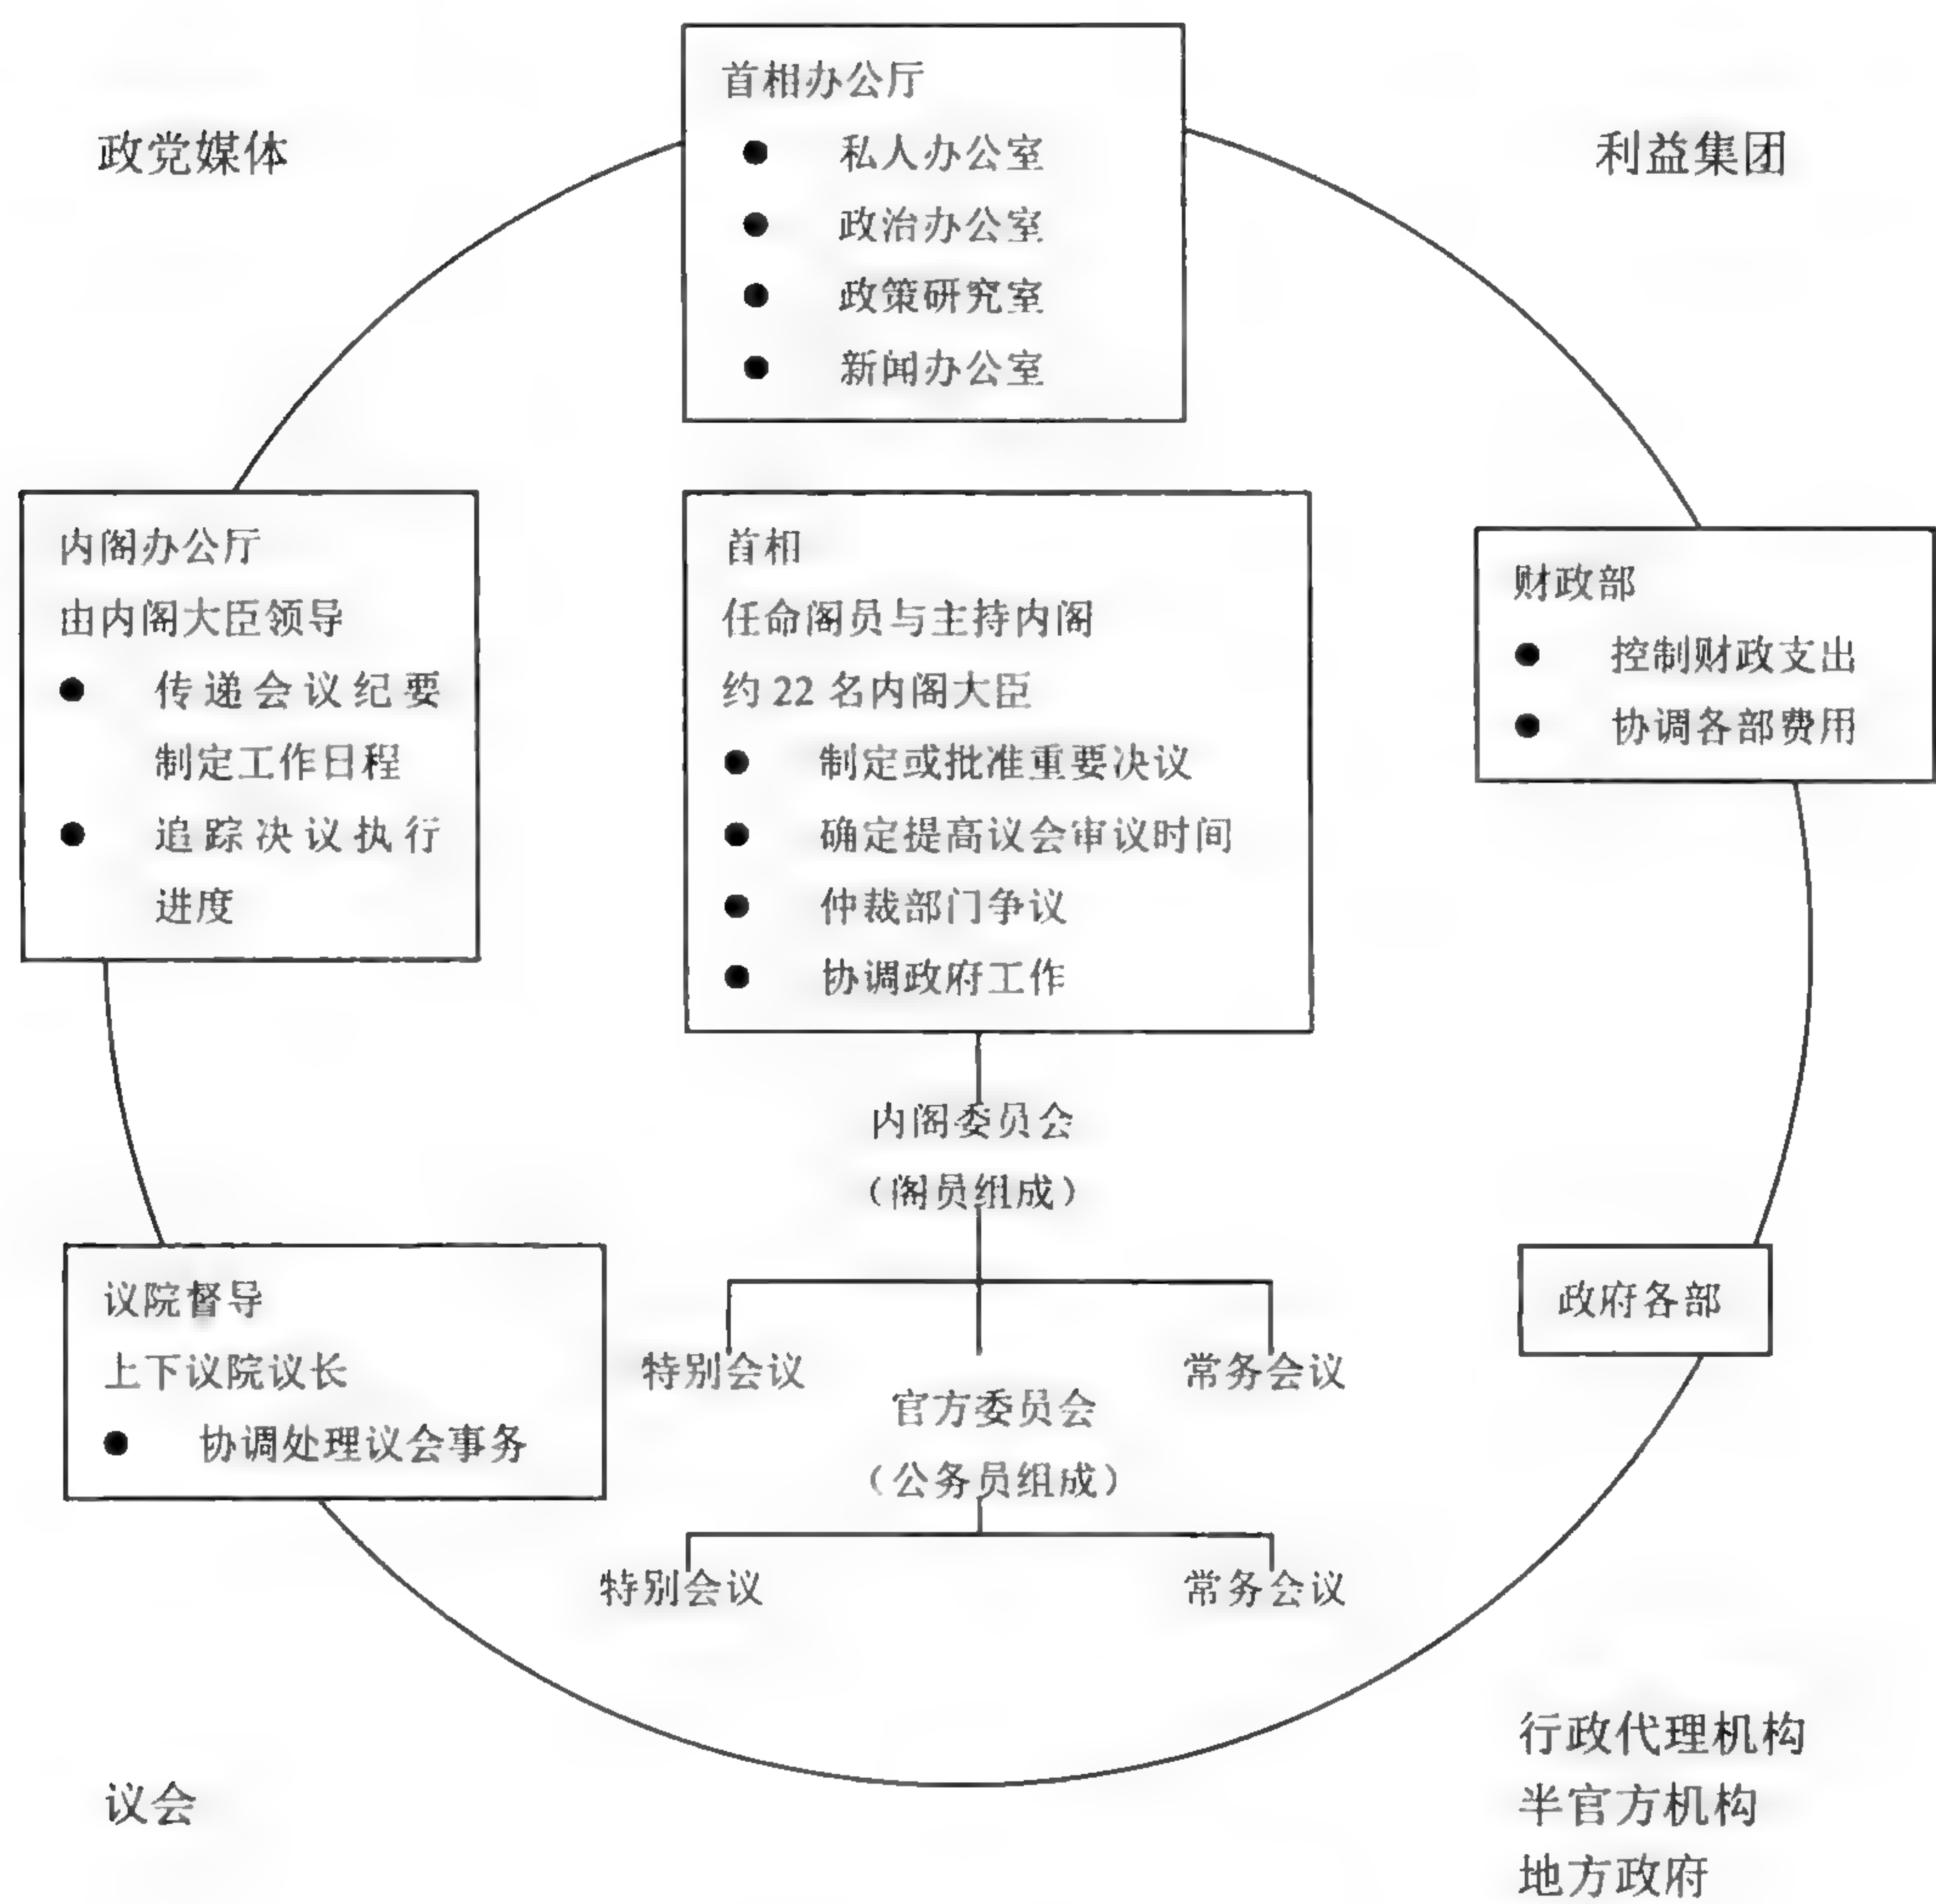 首相办公厅
● 私人办公室
● 政治办公室
● 政策研究室
● 新闻办公室
政党媒体
利益集团
内阁办公厅
由内阁大臣领导
● 传递会议纪要
制定工作日程
● 追踪决议执行
进度
首相
任命阁员与主持内阁
约22名内阁大臣
● 制定或批准重要决议
● 确定提高议会审议时间
● 仲裁部门争议
● 协调政府工作
财政部
● 控制财政支出
● 协调各部费用
内阁委员会
（阁员组成）
议院督导
上下议院议长
● 协调处理议会事务
特别会议
常务会议
官方委员会
（公务员组成）
特别会议
常务会议
政府各部
议会
行政代理机构
半官方机构
地方政府